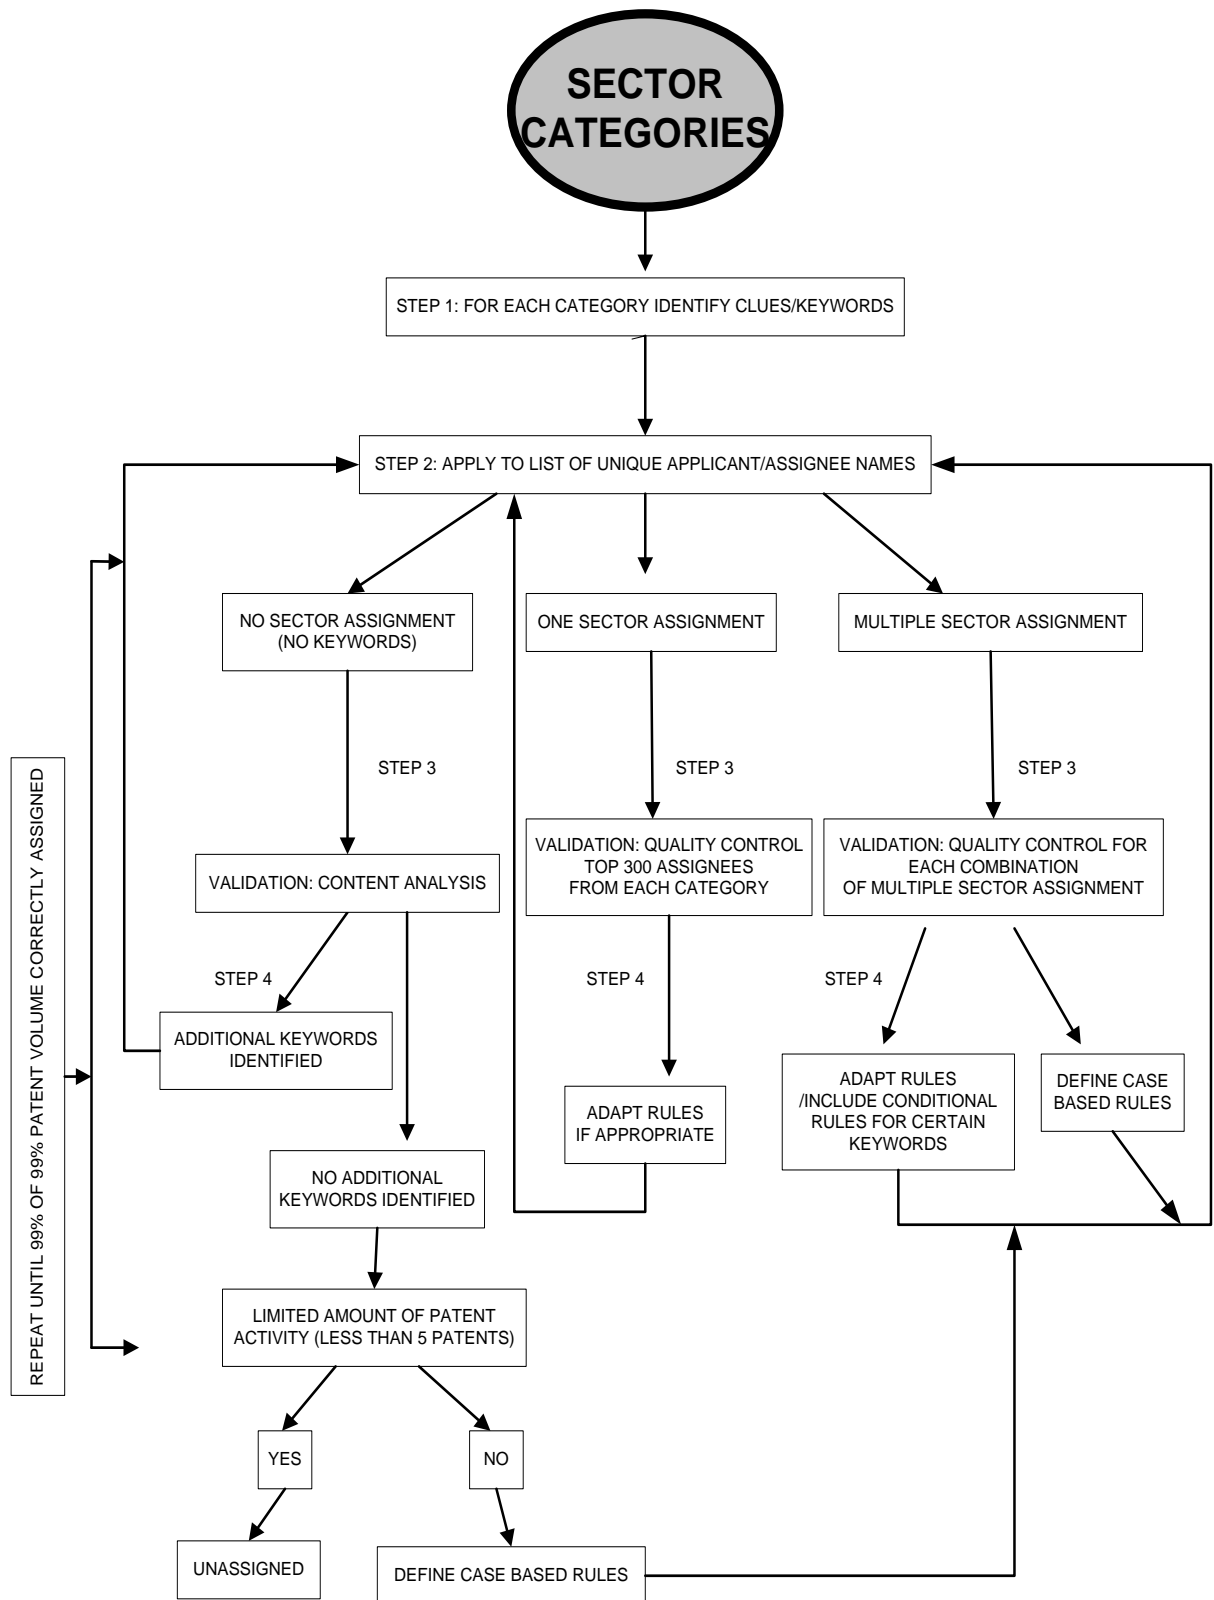 SECTOR
CATEGORIES
STEP 1: FOR EACH CATEGORY IDENTIFY CLUES/KEYWORDS
STEP 2: APPLY TO LIST OF UNIQUE APPLICANT/ASSIGNEE NAMES
NO SECTOR ASSIGNMENT
(NO KEYWORDS)
ONE SECTOR ASSIGNMENT
MULTIPLE SECTOR ASSIGNMENT
STEP 3
STEP 3
STEP 3
REPEAT UNTIL 99% OF 99% PATENT VOLUME CORRECTLY ASSIGNED
VALIDATION: CONTENT ANALYSIS
VALIDATION: QUALITY CONTROL
TOP 300 ASSIGNEES
FROM EACH CATEGORY
VALIDATION: QUALITY CONTROL FOR
EACH COMBINATION
OF MULTIPLE SECTOR ASSIGNMENT
STEP 4
STEP 4
STEP 4
ADDITIONAL KEYWORDS
IDENTIFIED
ADAPT RULES
IF APPROPRIATE
ADAPT RULES
/INCLUDE CONDITIONAL
RULES FOR CERTAIN
KEYWORDS
DEFINE CASE
BASED RULES
NO ADDITIONAL
KEYWORDS IDENTIFIED
LIMITED AMOUNT OF PATENT
ACTIVITY (LESS THAN 5 PATENTS)
YES
NO
UNASSIGNED
DEFINE CASE BASED RULES